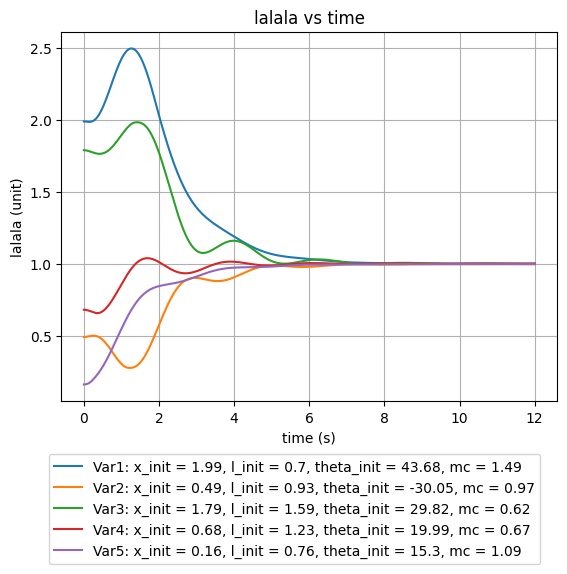 lalala vs time
2.5
2.0
1.5
1.0
0.5
lalala (unit)
0 2 4 6 8 10 12
time (s)
Var1: x_init = 1.99, l_init = 0.7, theta_init = 43.68, mc = 1.49
Var2: x_init = 0.49, l_init = 0.93, theta_init = -30.05, mc = 0.97
Var3: x_init = 1.79, l_init = 1.59, theta_init = 29.82, mc = 0.62
Var4: x_init = 0.68, l_init = 1.23, theta_init = 19.99, mc = 0.67
Var5: x_init = 0.16, l_init = 0.76, theta_init = 15.3, mc = 1.09